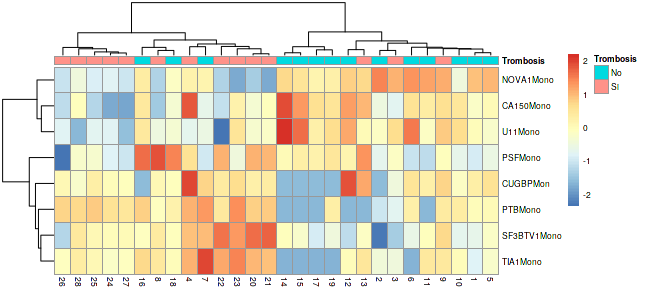 Trombosis
NOVA1Mono
CA150Mono
U11Mono
PSFMono
CUGBPMon
PTBMono
SF3BTV1Mono
TIA1Mono
26 28 25 24 27 16 8 18 4 7 22 23 20 21 14 15 17 19 12 13 2 3 6 11 9 10 1 5
2
1
0
-1
-2
Trombosis
No
SI